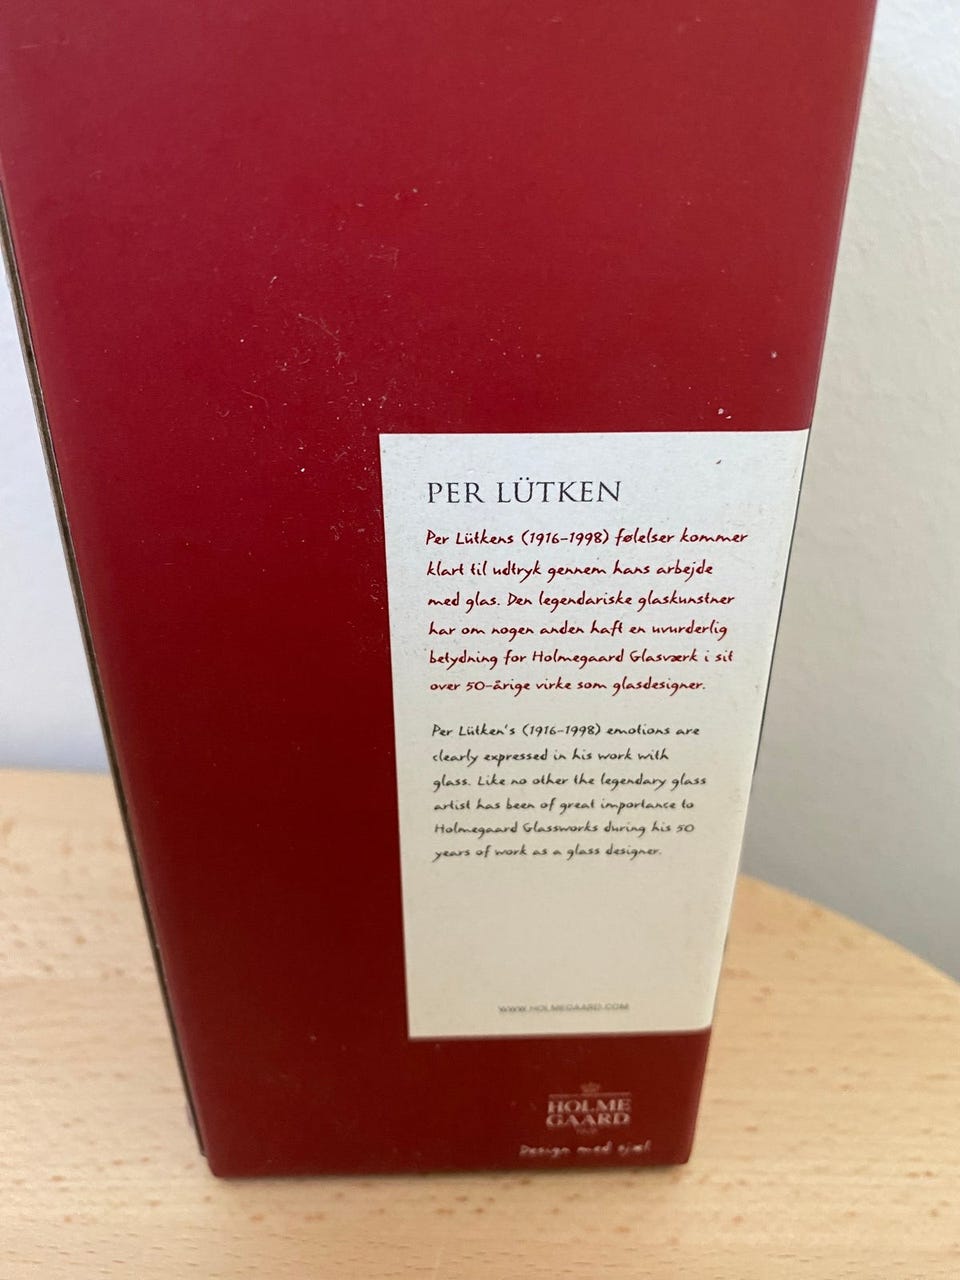 PER LÜTKEN
Per Lütkens (1916-1998) følelser kommer
klart til udtryk gennem hans arbejde
med glas. Den legendariske glaskunstner
har om nogen anden haft en uvurderlig
betydning for Holmegaard Glasværk i sit
over 50-årige virke som glasdesigner.
Per Lütken's (1916-1998) emotions are
clearly expressed in his work with
glass. Like no other the legendary glass
artist has been of great importance to
Holmegaard Glassworks during his 50
years of work as a glass designer.
WWW.HOLMEGAARD.COM
HOLME
GAARD
Design med sjæl